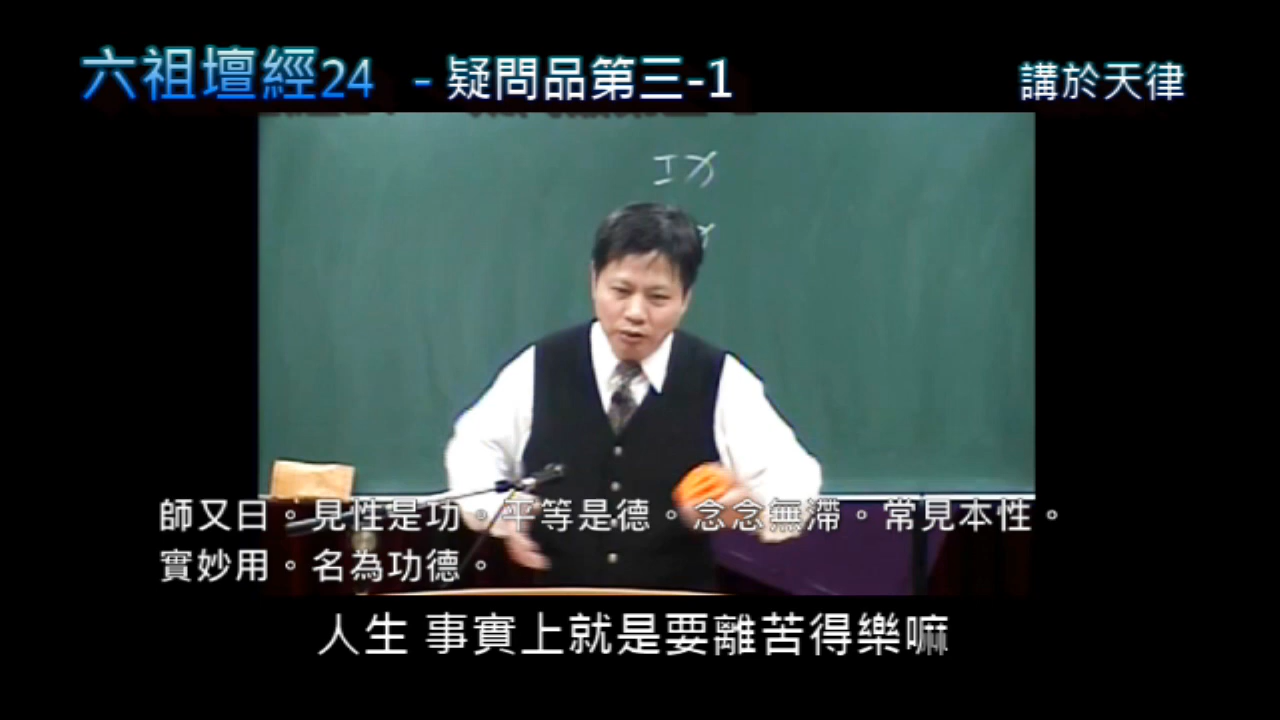 六祖壇經24 - 疑問品第三-1
講於天律
師又曰。見性是功。平等是德。念念無滯。常見本性。
實妙用。名為功德。
人生 事實上就是要離苦得樂嘛